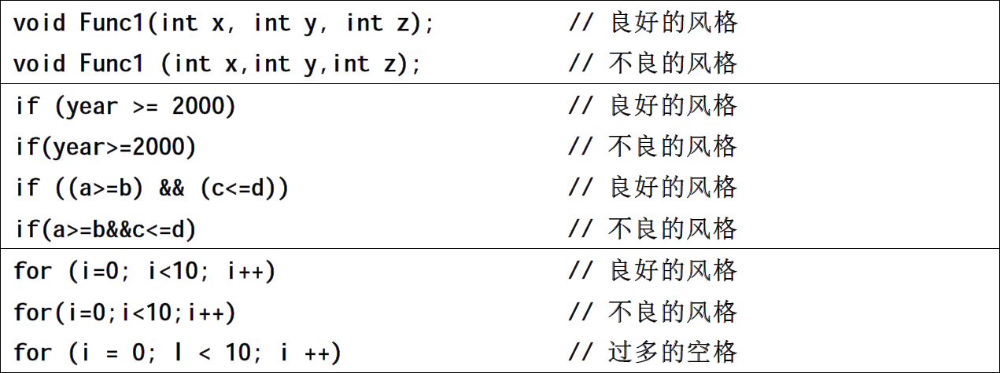 void Func1(int x, int y, int z); // 良好的风格
void Func1 (int x,int y,int z); // 不良的风格
if (year >= 2000) // 良好的风格
if(year>=2000) // 不良的风格
if ((a>=b) && (c<=d)) // 良好的风格
if(a>=b&&c<=d) // 不良的风格
for (i=0; i<10; i++) // 良好的风格
for(i=0;i<10;i++) // 不良的风格
for (i = 0; I < 10; i ++) // 过多的空格